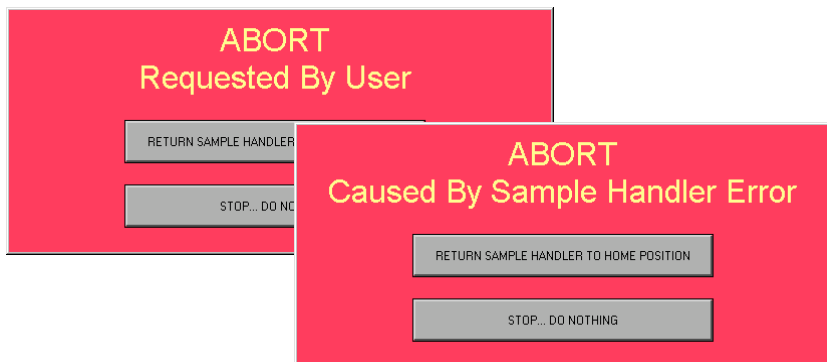 ABORT
Requested By User
RETURN SAMPLE HANDLER
STOP... DO
ABORT
Caused By Sample Handler Error
RETURN SAMPLE HANDLER TO HOME POSITION
STOP... DO NOTHING